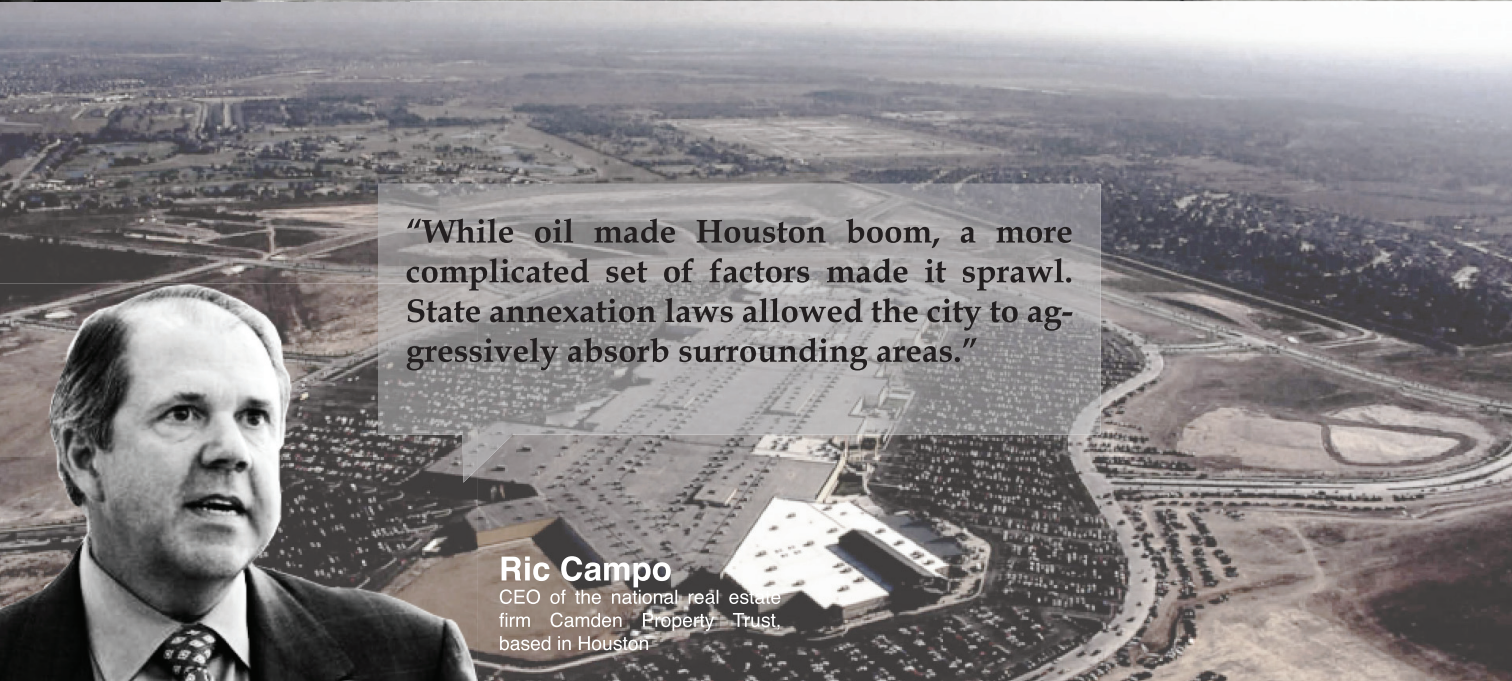 “While oil made Houston boom, a more
complicated set of factors made it sprawl.
State annexation laws allowed the city to ag-
gressively absorb surrounding areas.”
Ric Campo
CEO of the national real estate
firm Camden Property Trust,
based in Houston